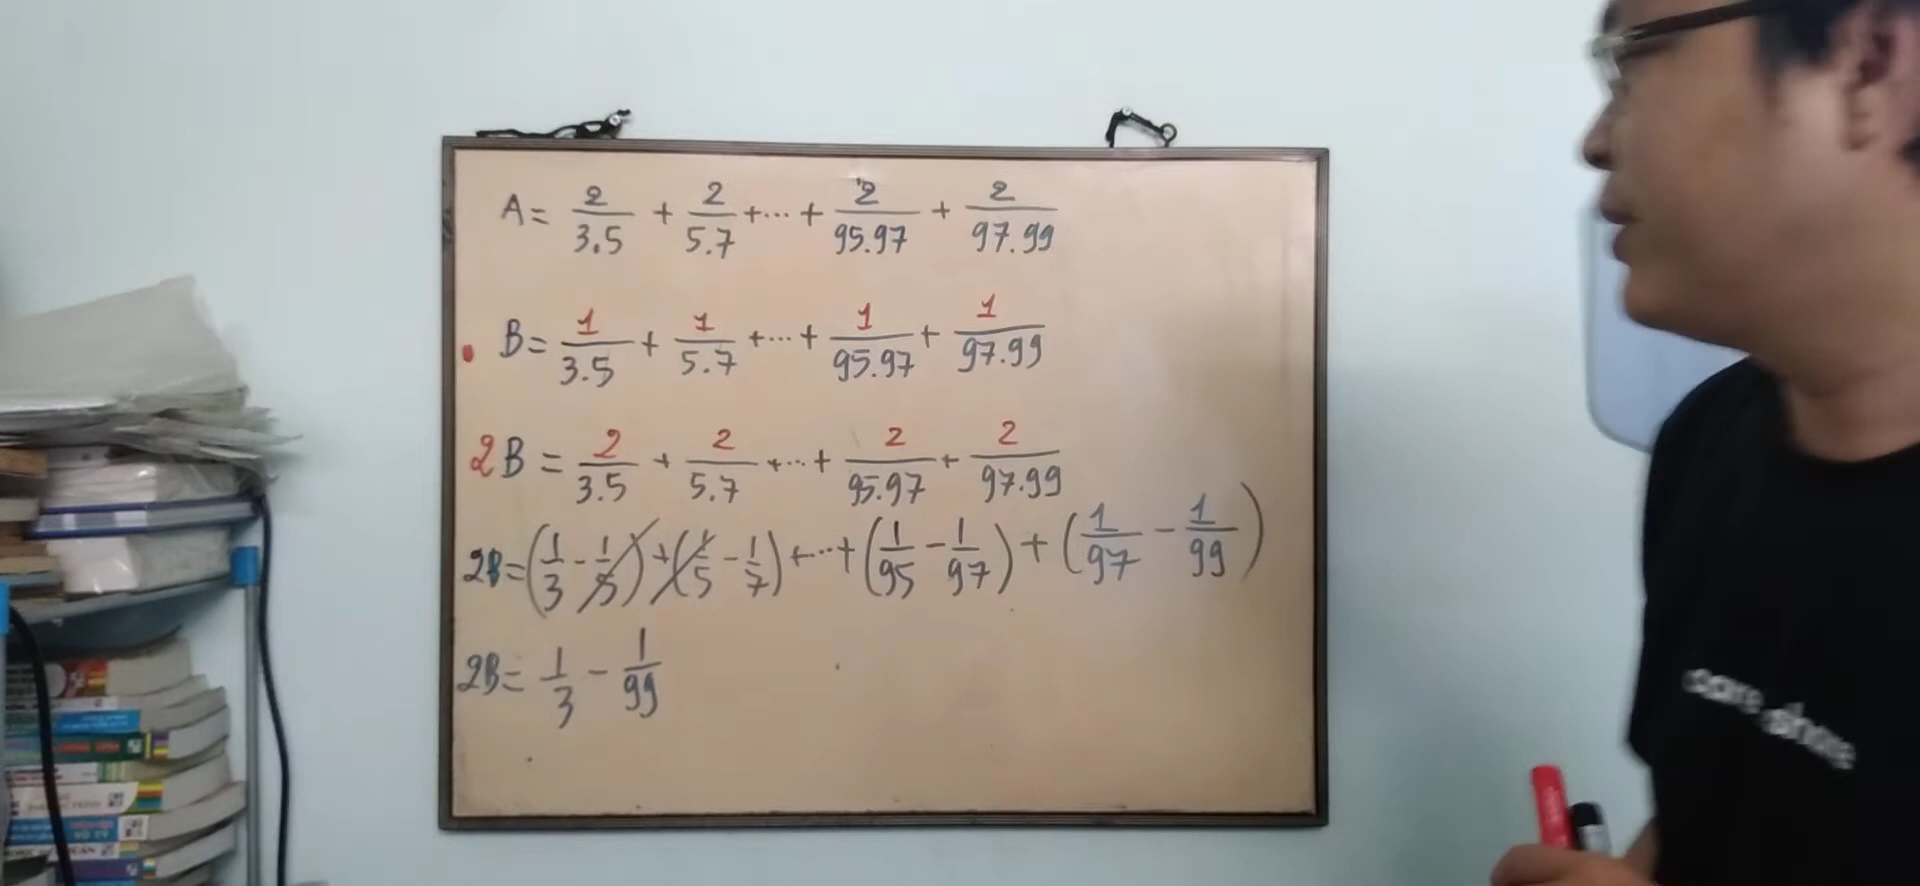 A = 2/3.5 + 2/5.7 + ... + 2/95.97 + 2/97.99
B = 1/3.5 + 1/5.7 + ... + 1/95.97 + 1/97.99
2B = 2/3.5 + 2/5.7 + ... + 2/95.97 + 2/97.99
2B = (1/3 - 1/5) + (1/5 - 1/7) + ... + (1/95 - 1/97) + (1/97 - 1/99)
2B = 1/3 - 1/99